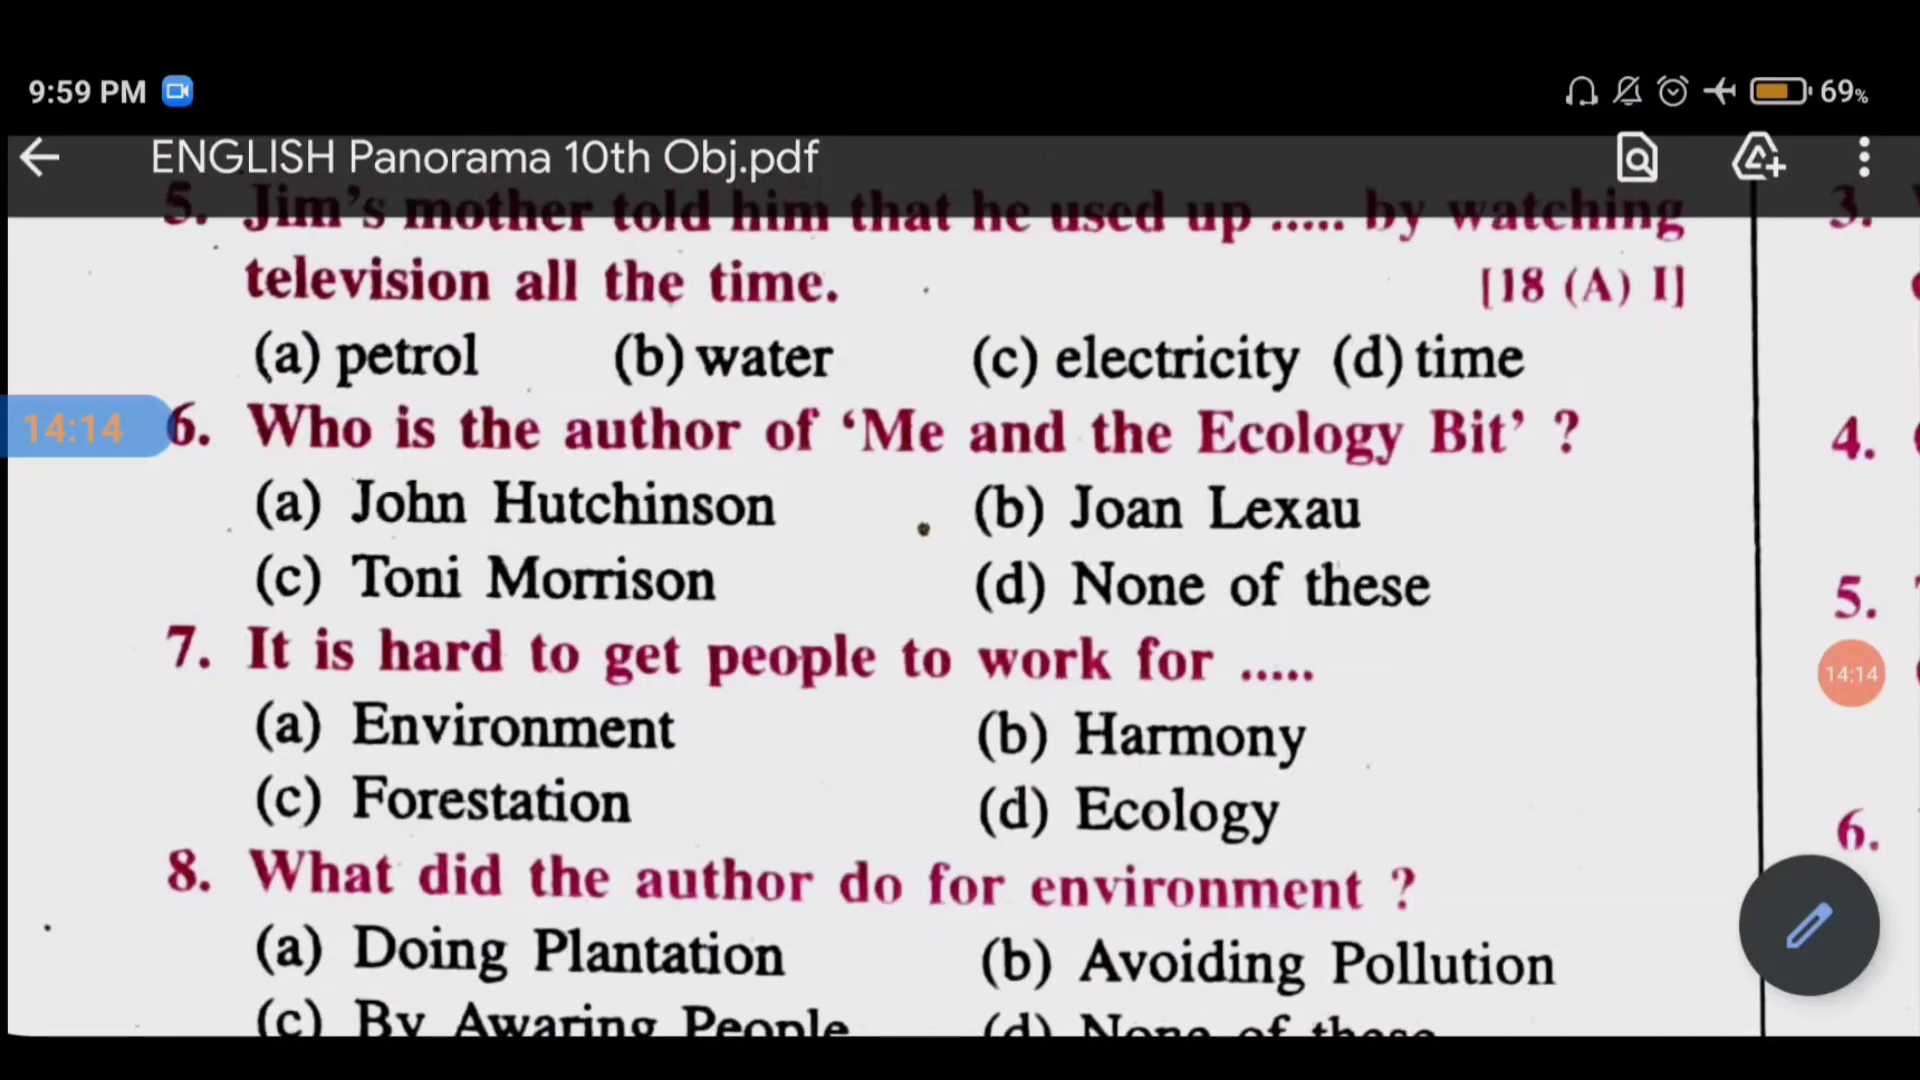 9:59 PM
69%
ENGLISH Panorama 10th Obj.pdf
5. Jim's mother told him that he used up ..... by watching
television all the time. [18 (A) I]
(a) petrol (b) water (c) electricity (d) time
14:14
6. Who is the author of ‘Me and the Ecology Bit’ ?
(a) John Hutchinson (b) Joan Lexau
(c) Toni Morrison (d) None of these
7. It is hard to get people to work for .....
(a) Environment (b) Harmony
(c) Forestation (d) Ecology
8. What did the author do for environment ?
(a) Doing Plantation (b) Avoiding Pollution
(c) By Awaring People (d) None of these
3.
4.
5.
14:14
6.